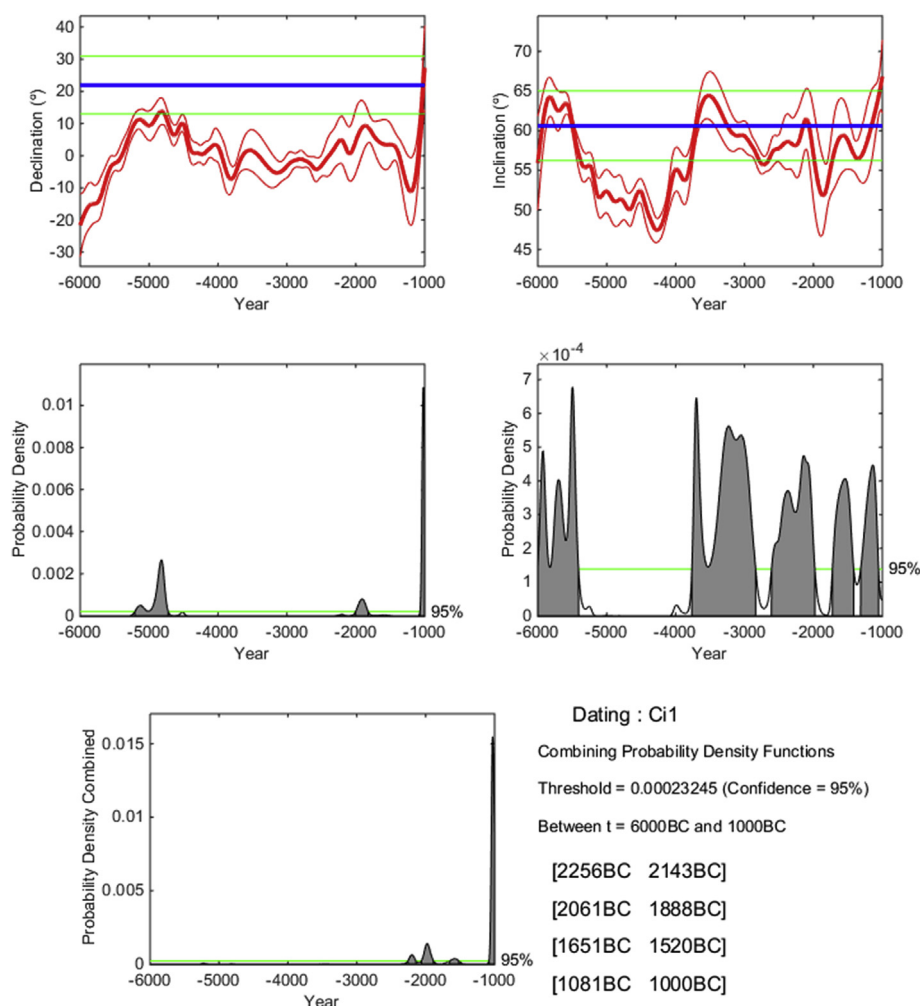 40
30
20
10
0
-10
-20
-30
Declination (°)
-6000 -5000 -4000 -3000 -2000 -1000
Year
70
65
60
55
50
45
Inclination (°)
-6000 -5000 -4000 -3000 -2000 -1000
Year
0.01
0.008
0.006
0.004
0.002
0
Probability Density
95%
-6000 -5000 -4000 -3000 -2000 -1000
Year
× 10⁻⁴
7
6
5
4
3
2
1
0
Probability Density
95%
-6000 -5000 -4000 -3000 -2000 -1000
Year
0.015
0.01
0.005
0
Probability Density Combined
95%
-6000 -5000 -4000 -3000 -2000 -1000
Year
Dating : Ci1
Combining Probability Density Functions
Threshold = 0.00023245 (Confidence = 95%)
Between t = 6000BC and 1000BC
[2256BC 2143BC]
[2061BC 1888BC]
[1651BC 1520BC]
[1081BC 1000BC]